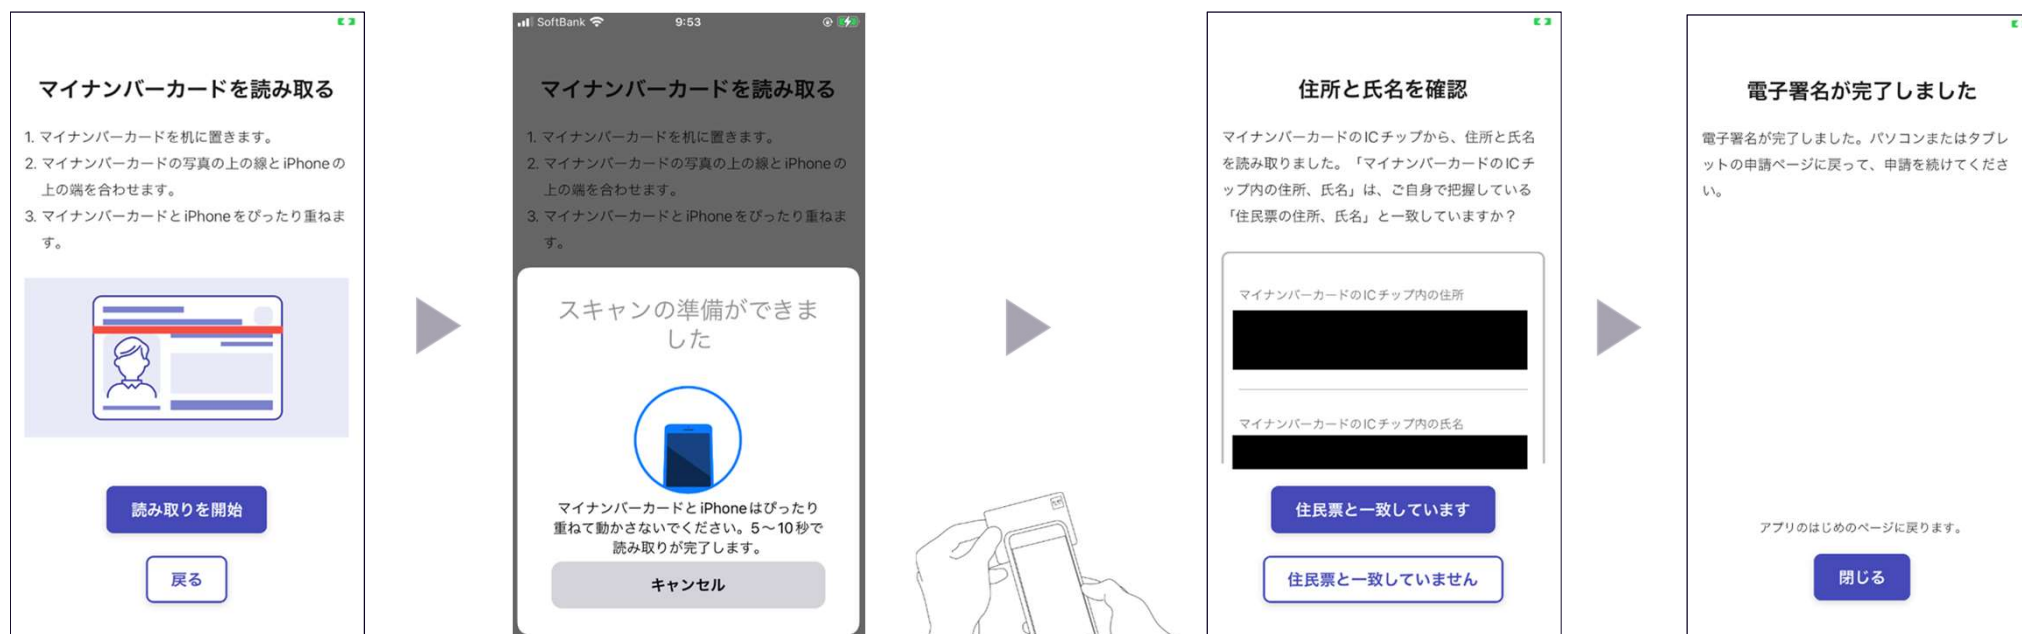 マイナンバーカードを読み取る
1. マイナンバーカードを机に置きます。
2. マイナンバーカードの写真の上の線とiPhoneの
上の端を合わせます。
3. マイナンバーカードとiPhoneをぴったり重ねま
す。
読み取りを開始
戻る
SoftBank
9:53
マイナンバーカードを読み取る
1. マイナンバーカードを机に置きます。
2. マイナンバーカードの写真の上の線とiPhoneの
上の端を合わせます。
3. マイナンバーカードとiPhoneをぴったり重ねま
す。
スキャンの準備ができま
した
マイナンバーカードとiPhoneはぴったり
重ねて動かさないでください。5～10秒で
読み取りが完了します。
キャンセル
住所と氏名を確認
マイナンバーカードのICチップから、住所と氏名
を読み取りました。「マイナンバーカードのICチ
ップ内の住所、氏名」は、ご自身で把握している
「住民票の住所、氏名」と一致していますか？
マイナンバーカードのICチップ内の住所
マイナンバーカードのICチップ内の氏名
住民票と一致しています
住民票と一致していません
電子署名が完了しました
電子署名が完了しました。パソコンまたはタブレ
ットの申請ページに戻って、申請を続けてくださ
い。
アプリのはじめのページに戻ります。
閉じる